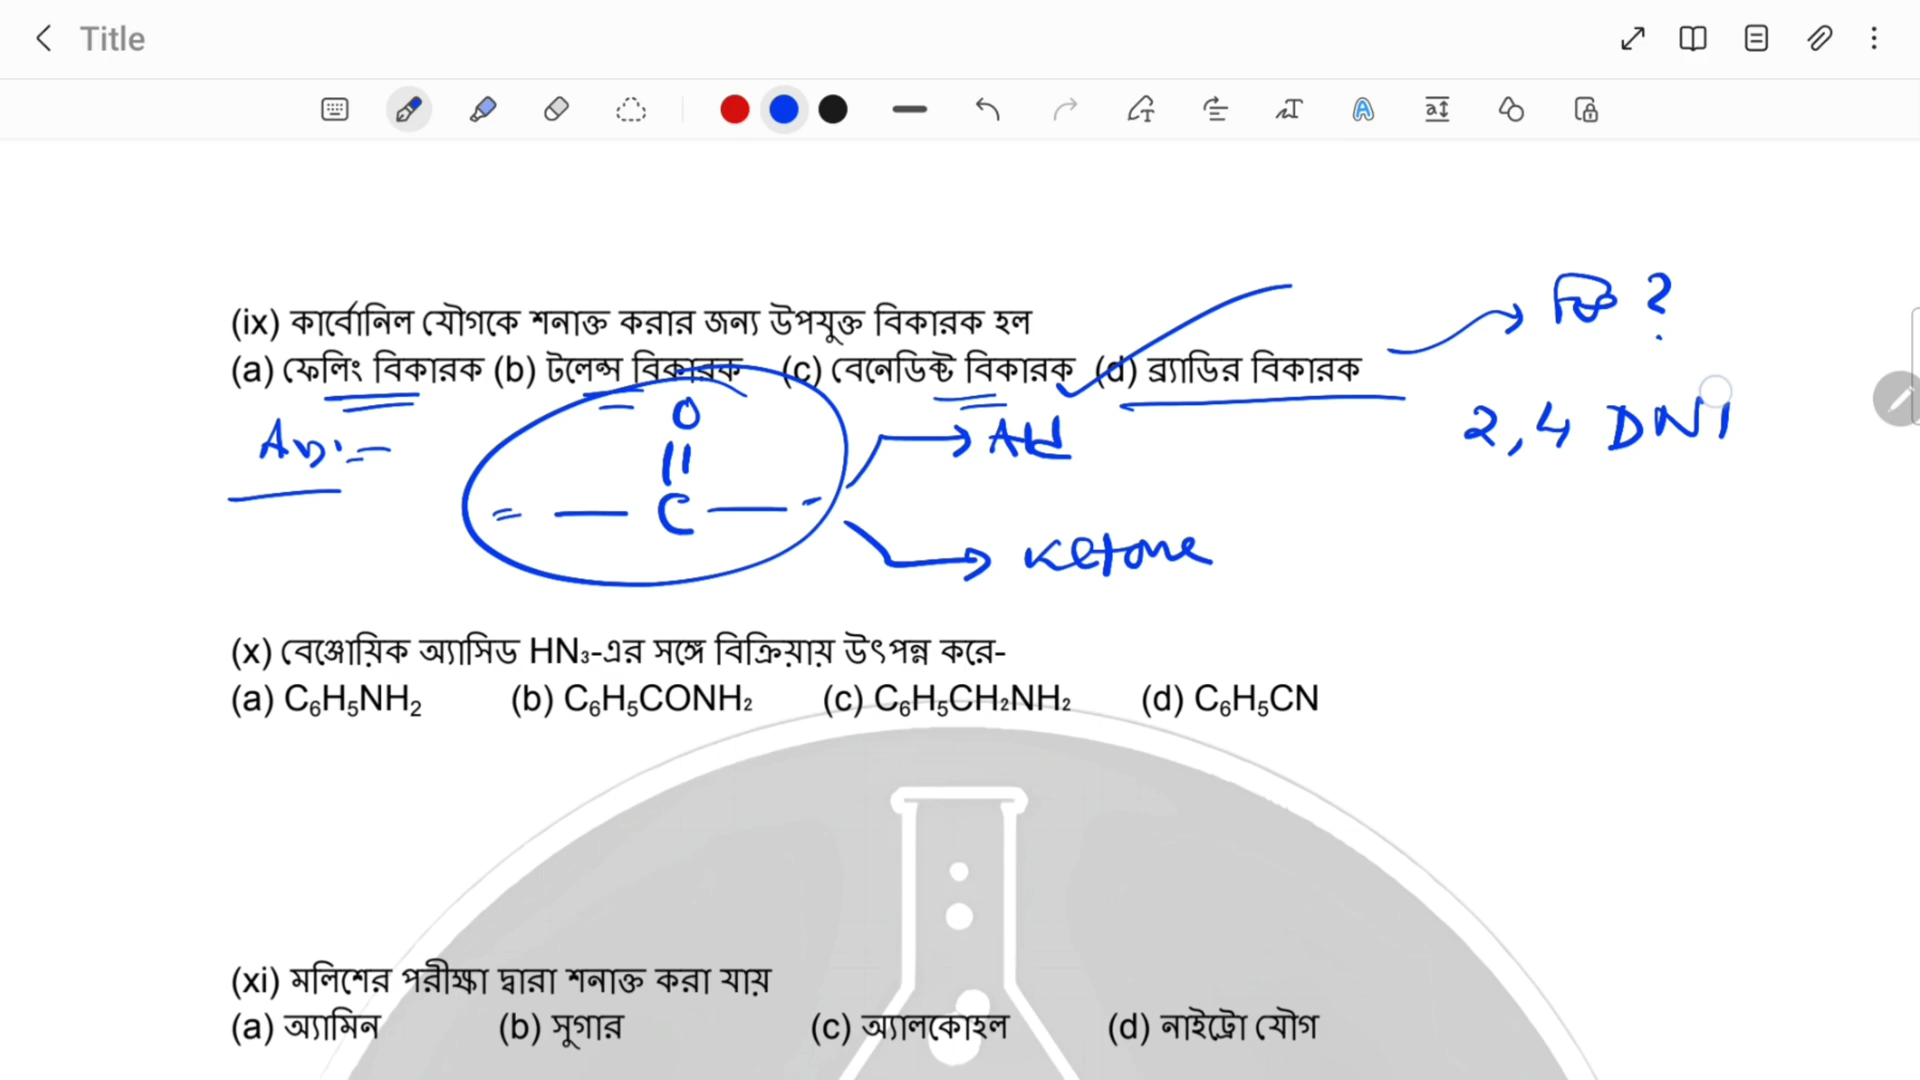 Title
(ix) কার্বোনিল যৌগকে শনাক্ত করার জন্য উপযুক্ত বিকারক হল
(a) ফেলিং বিকারক (b) টলেন্স বিকারক (c) বেনেডিক্ট বিকারক (d) ব্র্যাডির বিকারক
Ans:-
O
C
Ald
Ketone
?
2,4 DN
(x) বেঞ্জোয়িক অ্যাসিড HN₃-এর সঙ্গে বিক্রিয়ায় উৎপন্ন করে-
(a) C₆H₅NH₂ (b) C₆H₅CONH₂ (c) C₆H₅CH₂NH₂ (d) C₆H₅CN
(xi) মলিশের পরীক্ষা দ্বারা শনাক্ত করা যায়
(a) অ্যামিন (b) সুগার (c) অ্যালকোহল (d) নাইট্রো যৌগ